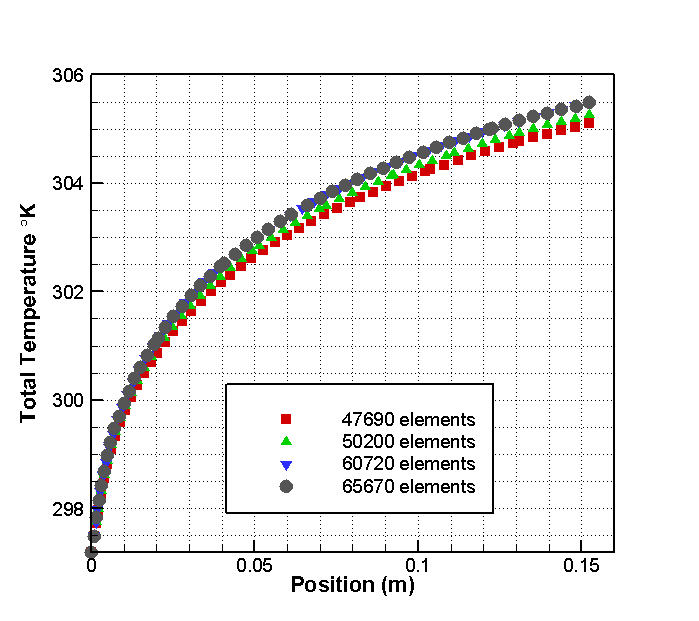 306
304
302
300
298
Total Temperature °K
47690 elements
50200 elements
60720 elements
65670 elements
0
0.05
0.1
0.15
Position (m)